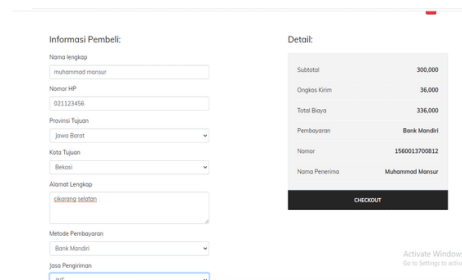 Informasi Pembeli:
Nama lengkap
muhammad mansur
Nomor HP
021123456
Provinsi Tujuan
Jawa Barat
Kota Tujuan
Bekasi
Alamat Lengkap
cikarang selatan
Metode Pembayaran
Bank Mandiri
Jasa Pengiriman
Detail:
Subtotal 300,000
Ongkos Kirim 36,000
Total Biaya 336,000
Pembayaran Bank Mandiri
Nomor 1560013700812
Nama Penerima Muhammad Mansur
CHECKOUT
Activate Window
Go to Settings to activ